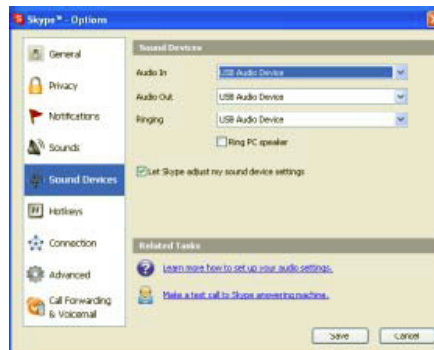 Skype™ - Options
General
Privacy
Notifications
Sounds
Sound Devices
Hotkeys
Connection
Advanced
Call Forwarding
& Voicemail
Sound Devices
Audio In
USB Audio Device
Audio Out
USB Audio Device
Ringing
USB Audio Device
Ring PC speaker
Let Skype adjust my sound device settings
Related Tasks
Learn more how to set up your audio settings.
Make a test call to Skype answering machine.
Save
Cancel